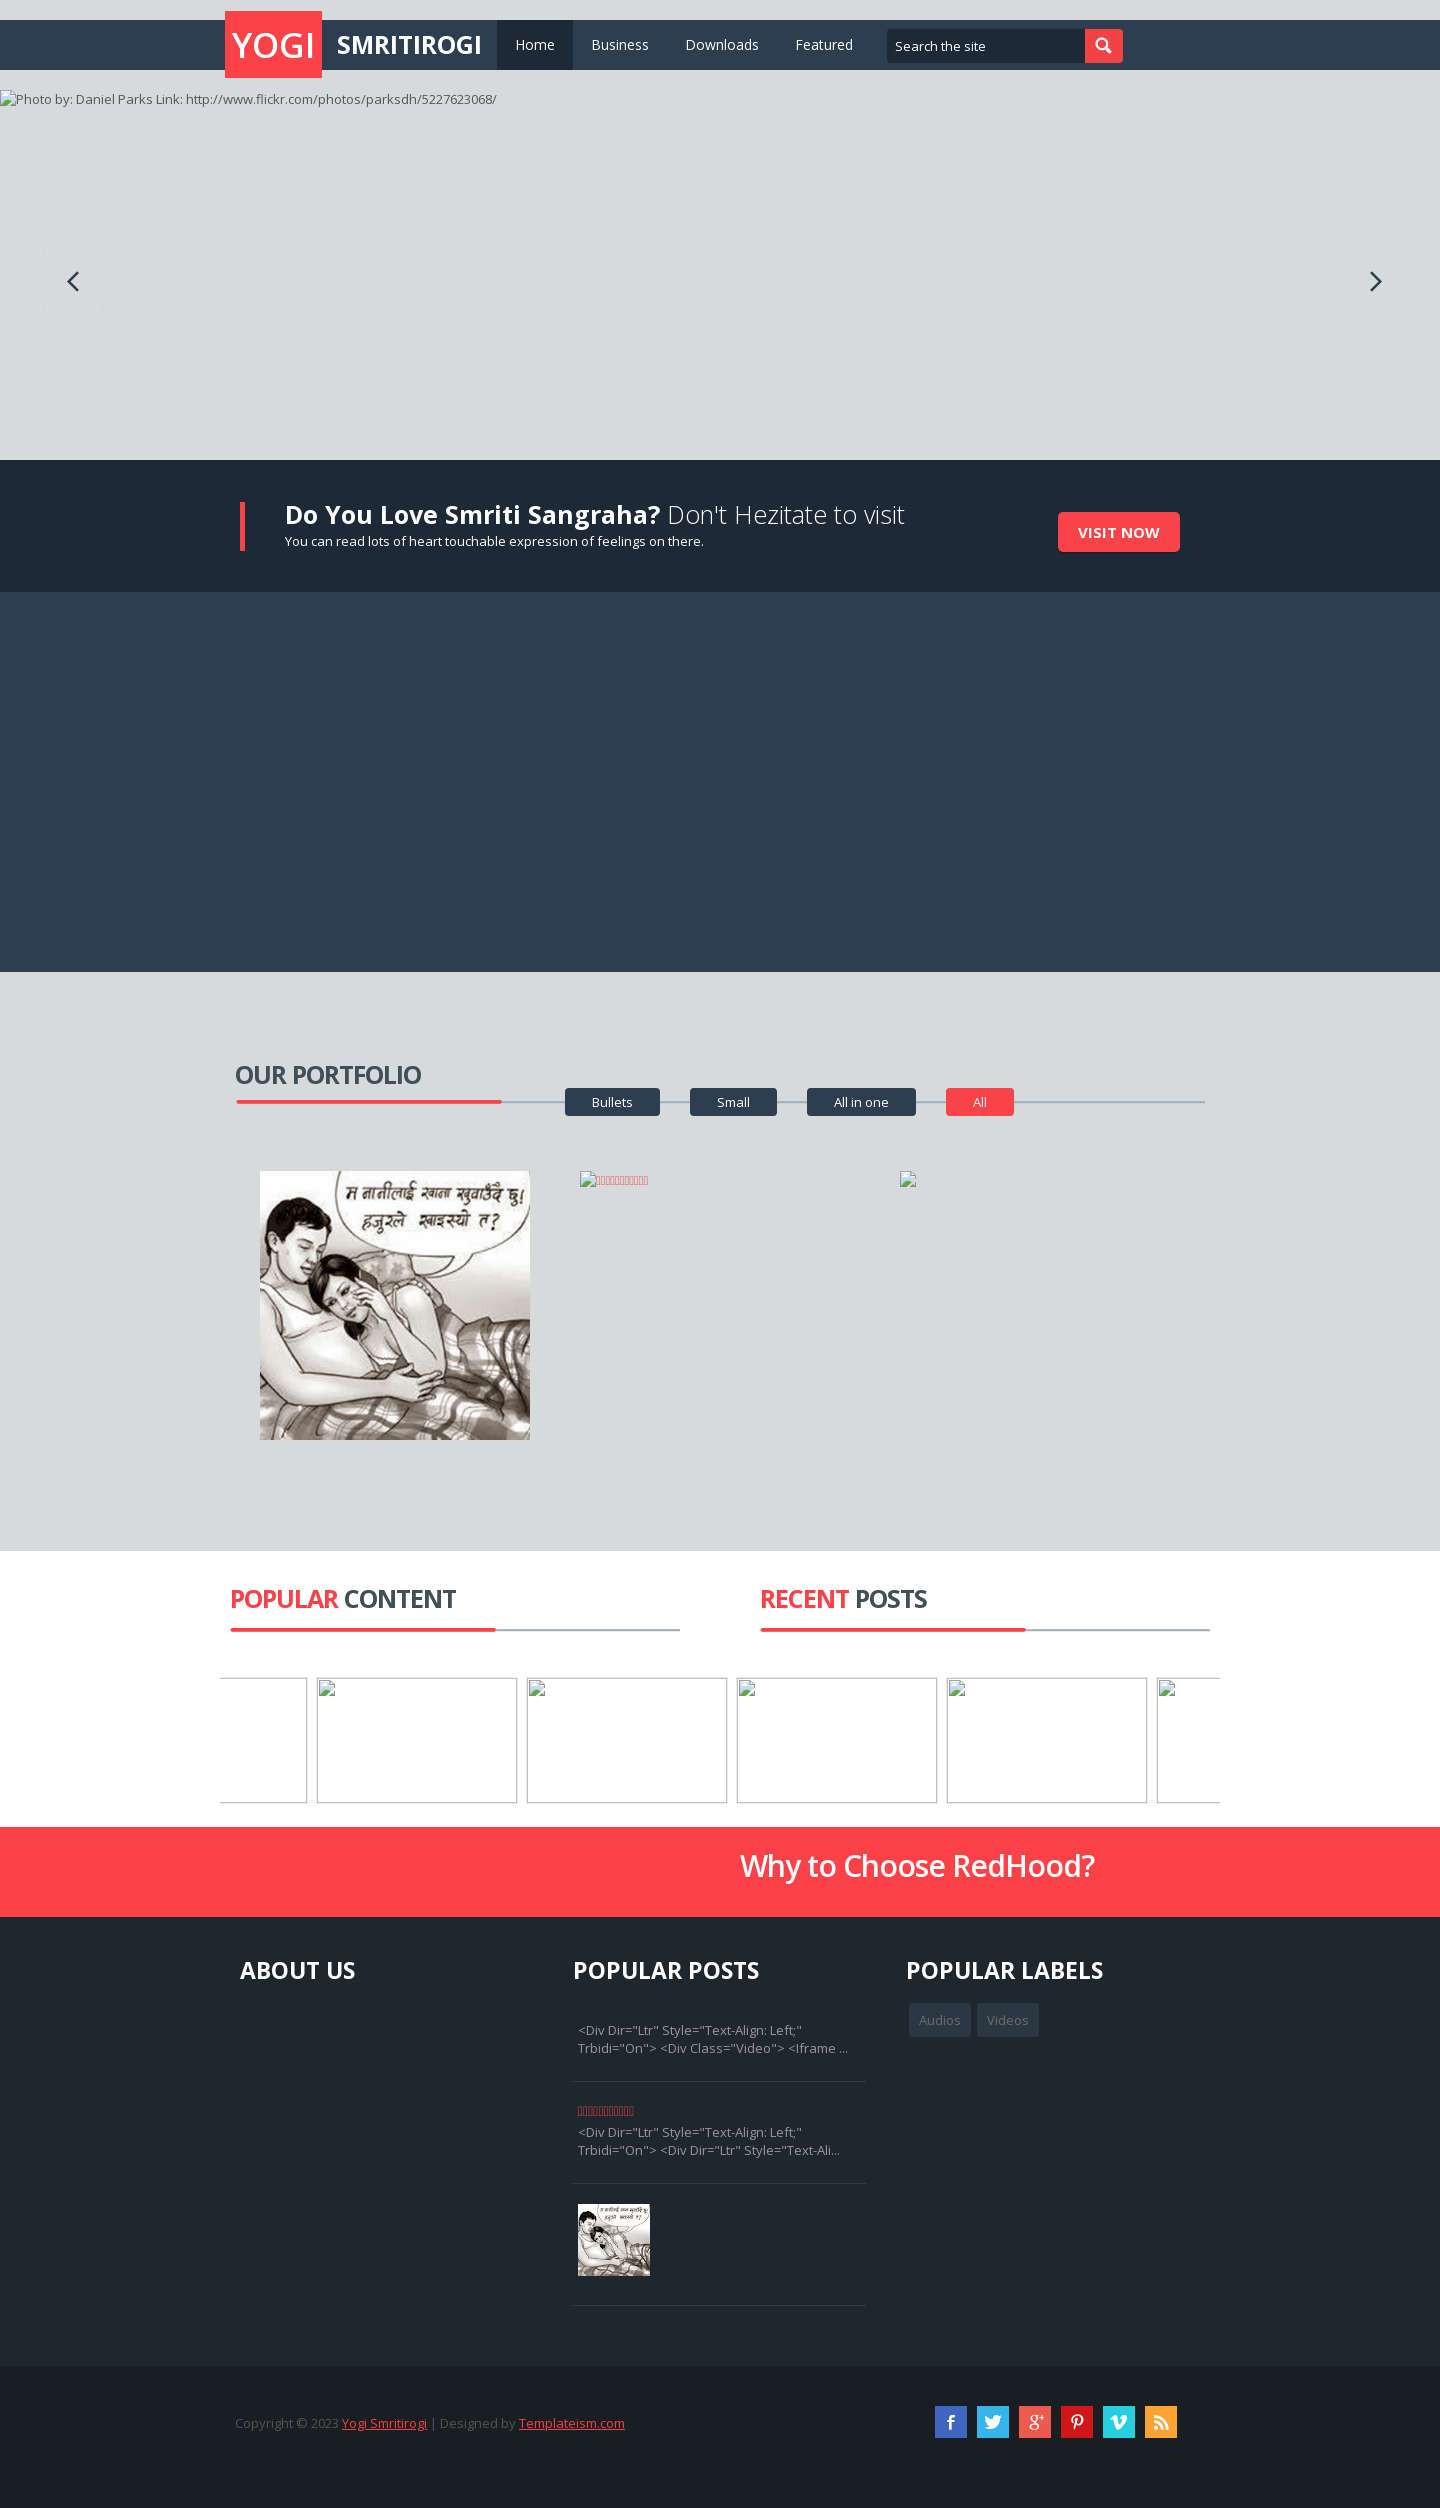 YOGI SMRITIROGI Home Business Downloads Featured Search the site
Photo by: Daniel Parks Link: http://www.flickr.com/photos/parksdh/5227623068/
Do You Love Smriti Sangraha? Don't Hezitate to visit
You can read lots of heart touchable expression of feelings on there.
VISIT NOW
OUR PORTFOLIO
Bullets Small All in one All
म नानीलाई खाना खुवाउँदै छु!
हजुरले खाइस्यो त?
POPULAR CONTENT
RECENT POSTS
Why to Choose RedHood?
ABOUT US
POPULAR POSTS
<Div Dir="Ltr" Style="Text-Align: Left;"
Trbidi="On"> <Div Class="Video"> <Iframe ...
<Div Dir="Ltr" Style="Text-Align: Left;"
Trbidi="On"> <Div Dir="Ltr" Style="Text-Ali...
म नानीलाई खाना खुवाउँदै छु!
हजुरले खाइस्यो त?
POPULAR LABELS
Audios Videos
Copyright © 2023 Yogi Smritirogi | Designed by Templateism.com